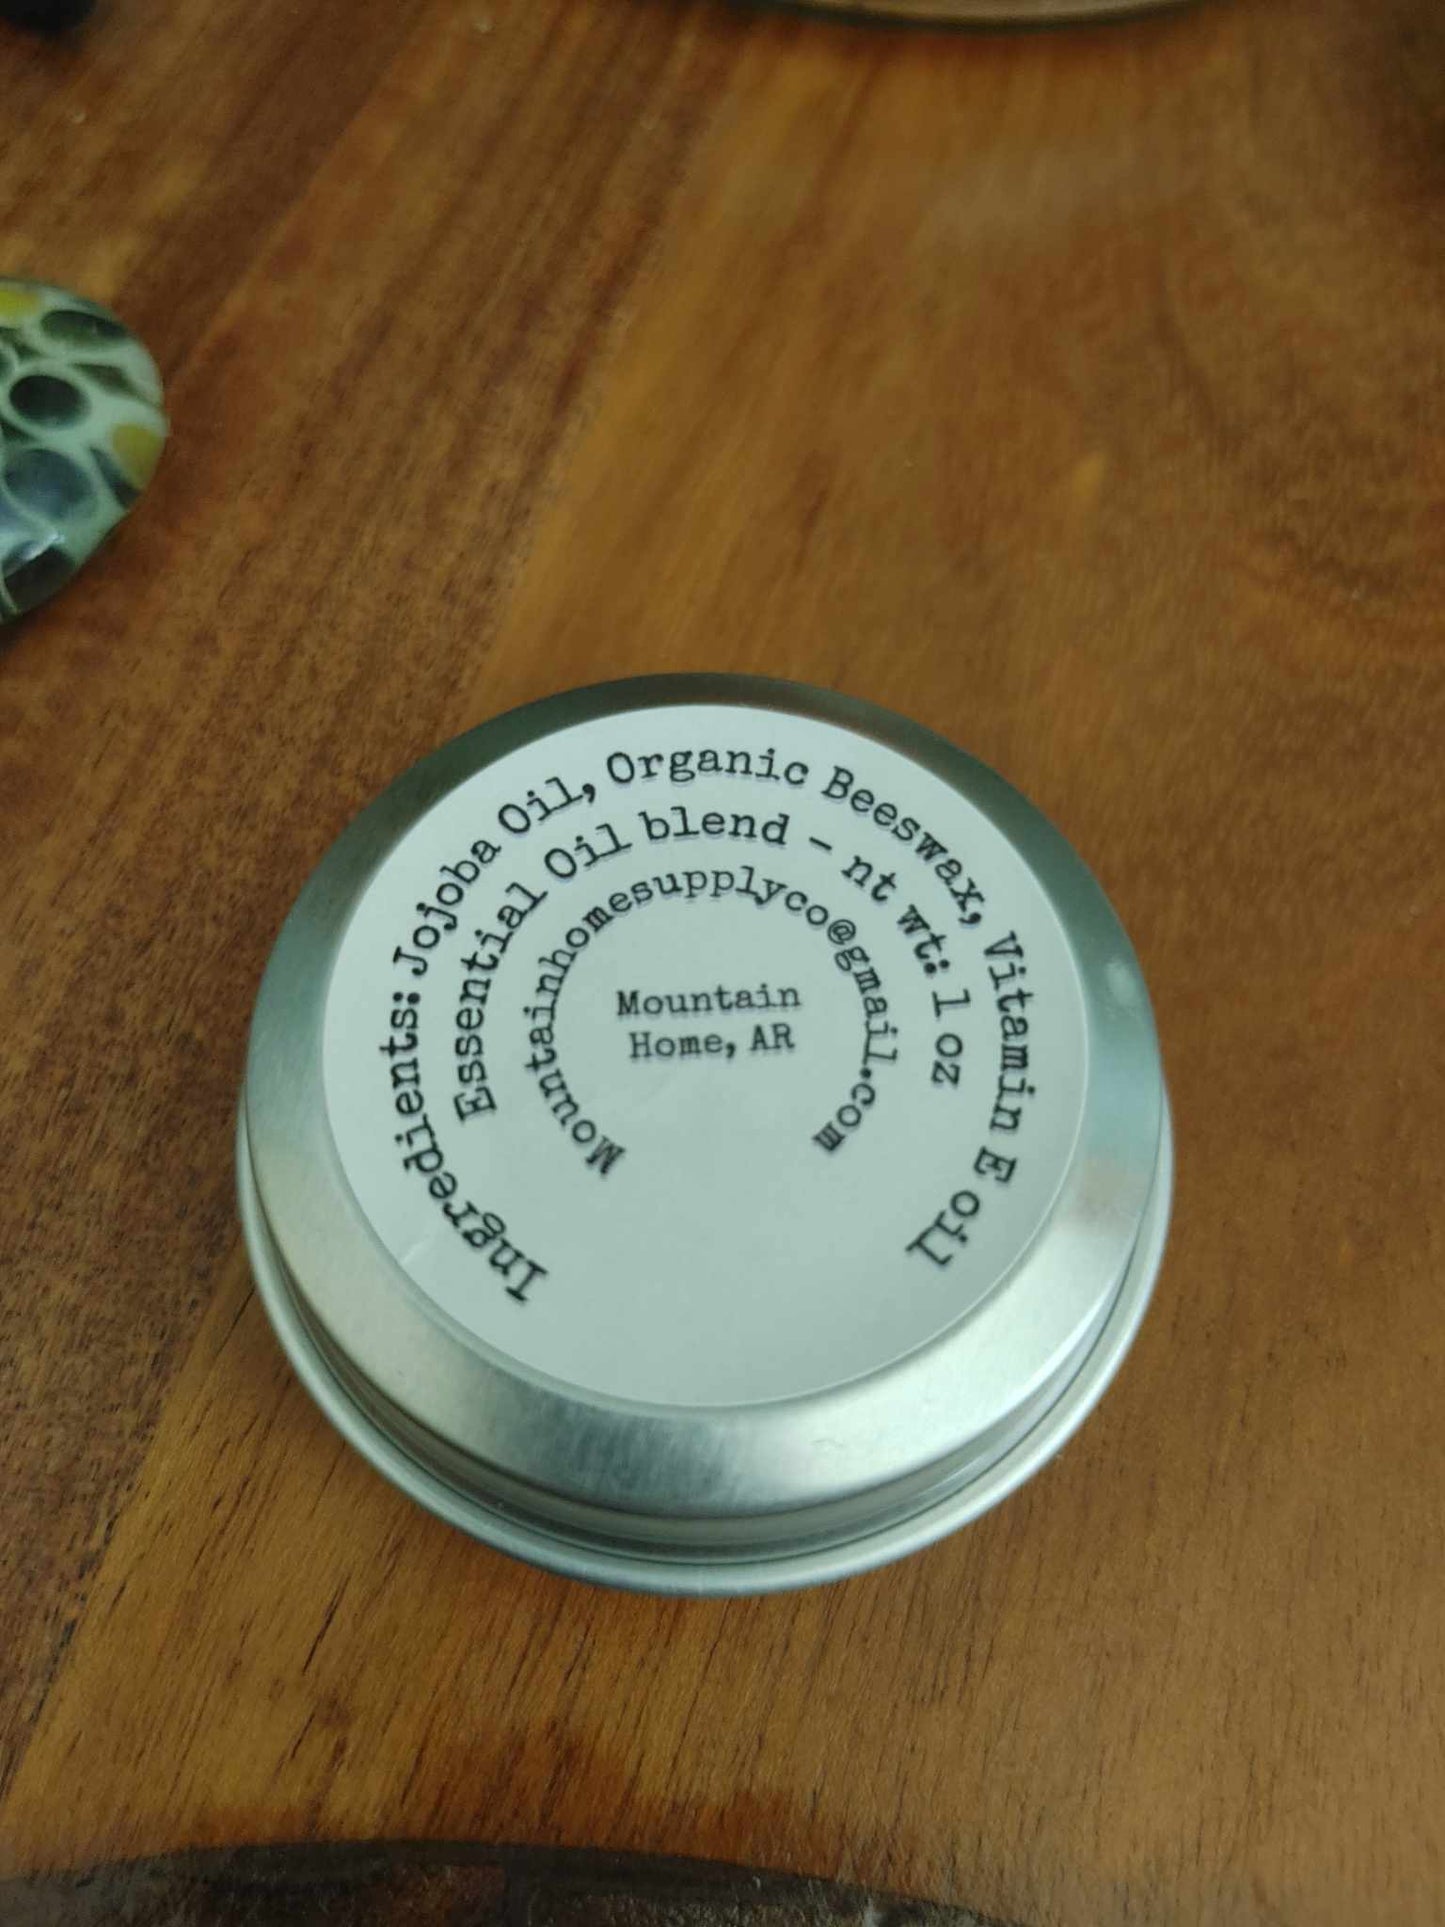 Ingredients: Jojoba Oil, Organic Beeswax, Vitamin E oil
Essential Oil blend - nt wt: 1 oz
Mountainhomesupplyco@gmail.com
Mountain
Home, AR